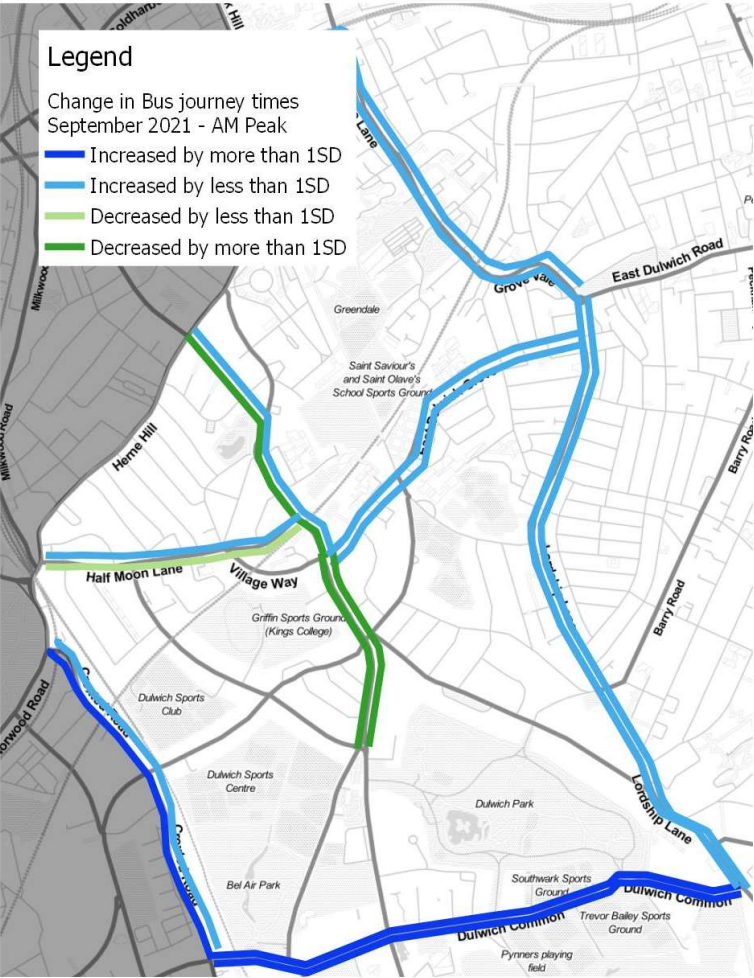 Legend
Change in Bus journey times
September 2021 - AM Peak
Increased by more than 1SD
Increased by less than 1SD
Decreased by less than 1SD
Decreased by more than 1SD
Hill
Lane
East Dulwich Road
Grove Vale
Greendale
Saint Saviour's
and Saint Olave's
School Sports Ground
Milkwood Road
Herne Hill
Barry Road
Half Moon Lane
Village Way
Barry Road
Griffin Sports Ground
(Kings College)
Dulwich Sports
Club
Dulwich Sports
Centre
Dulwich Park
Lordship Lane
Bel Air Park
Southwark Sports
Ground
Dulwich Common
Trevor Bailey Sports
Ground
Dulwich Common
Pynners playing
field